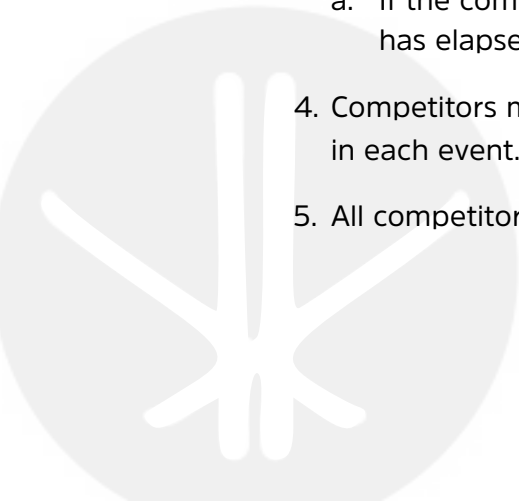 a. If the com
has elapse
4. Competitors m
in each event.
5. All competitor